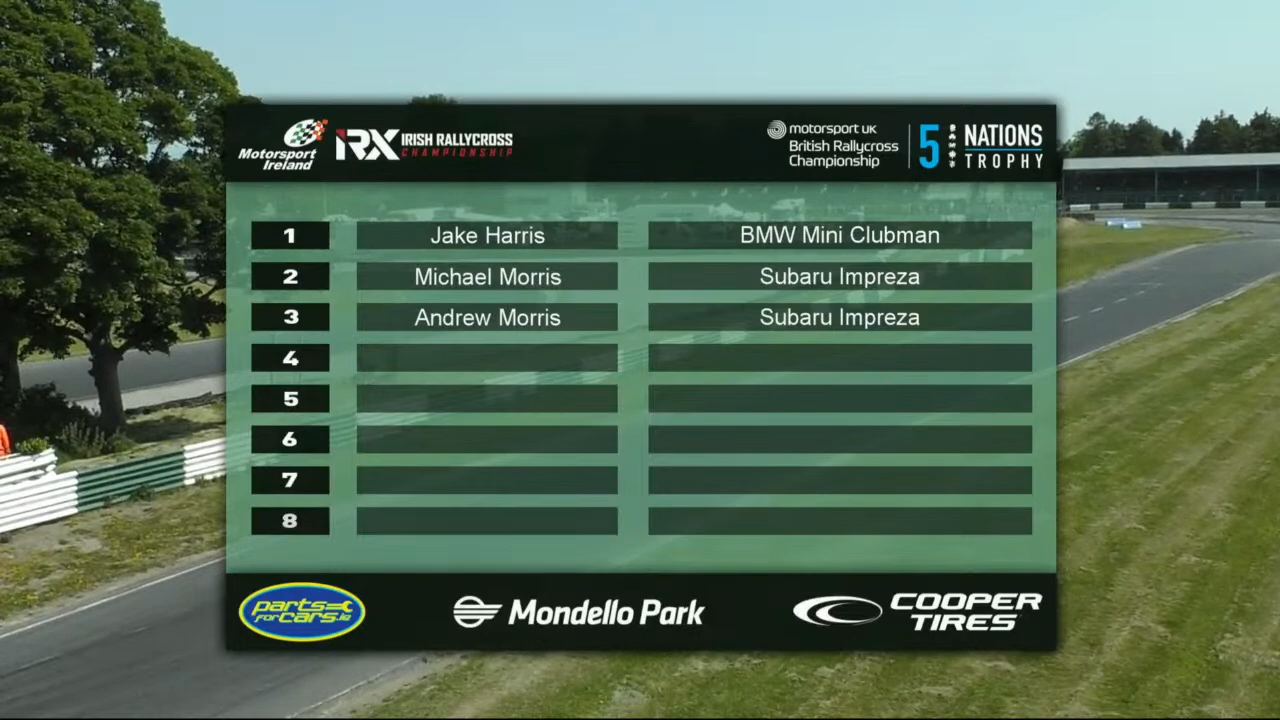 Motorsport
Ireland
iRX IRISH RALLYCROSS
CHAMPIONSHIP
motorsport UK
British Rallycross
Championship
5 NATIONS
TROPHY
1 Jake Harris BMW Mini Clubman
2 Michael Morris Subaru Impreza
3 Andrew Morris Subaru Impreza
4
5
6
7
8
parts
forcars.ie
Mondello Park
COOPER
TIRES